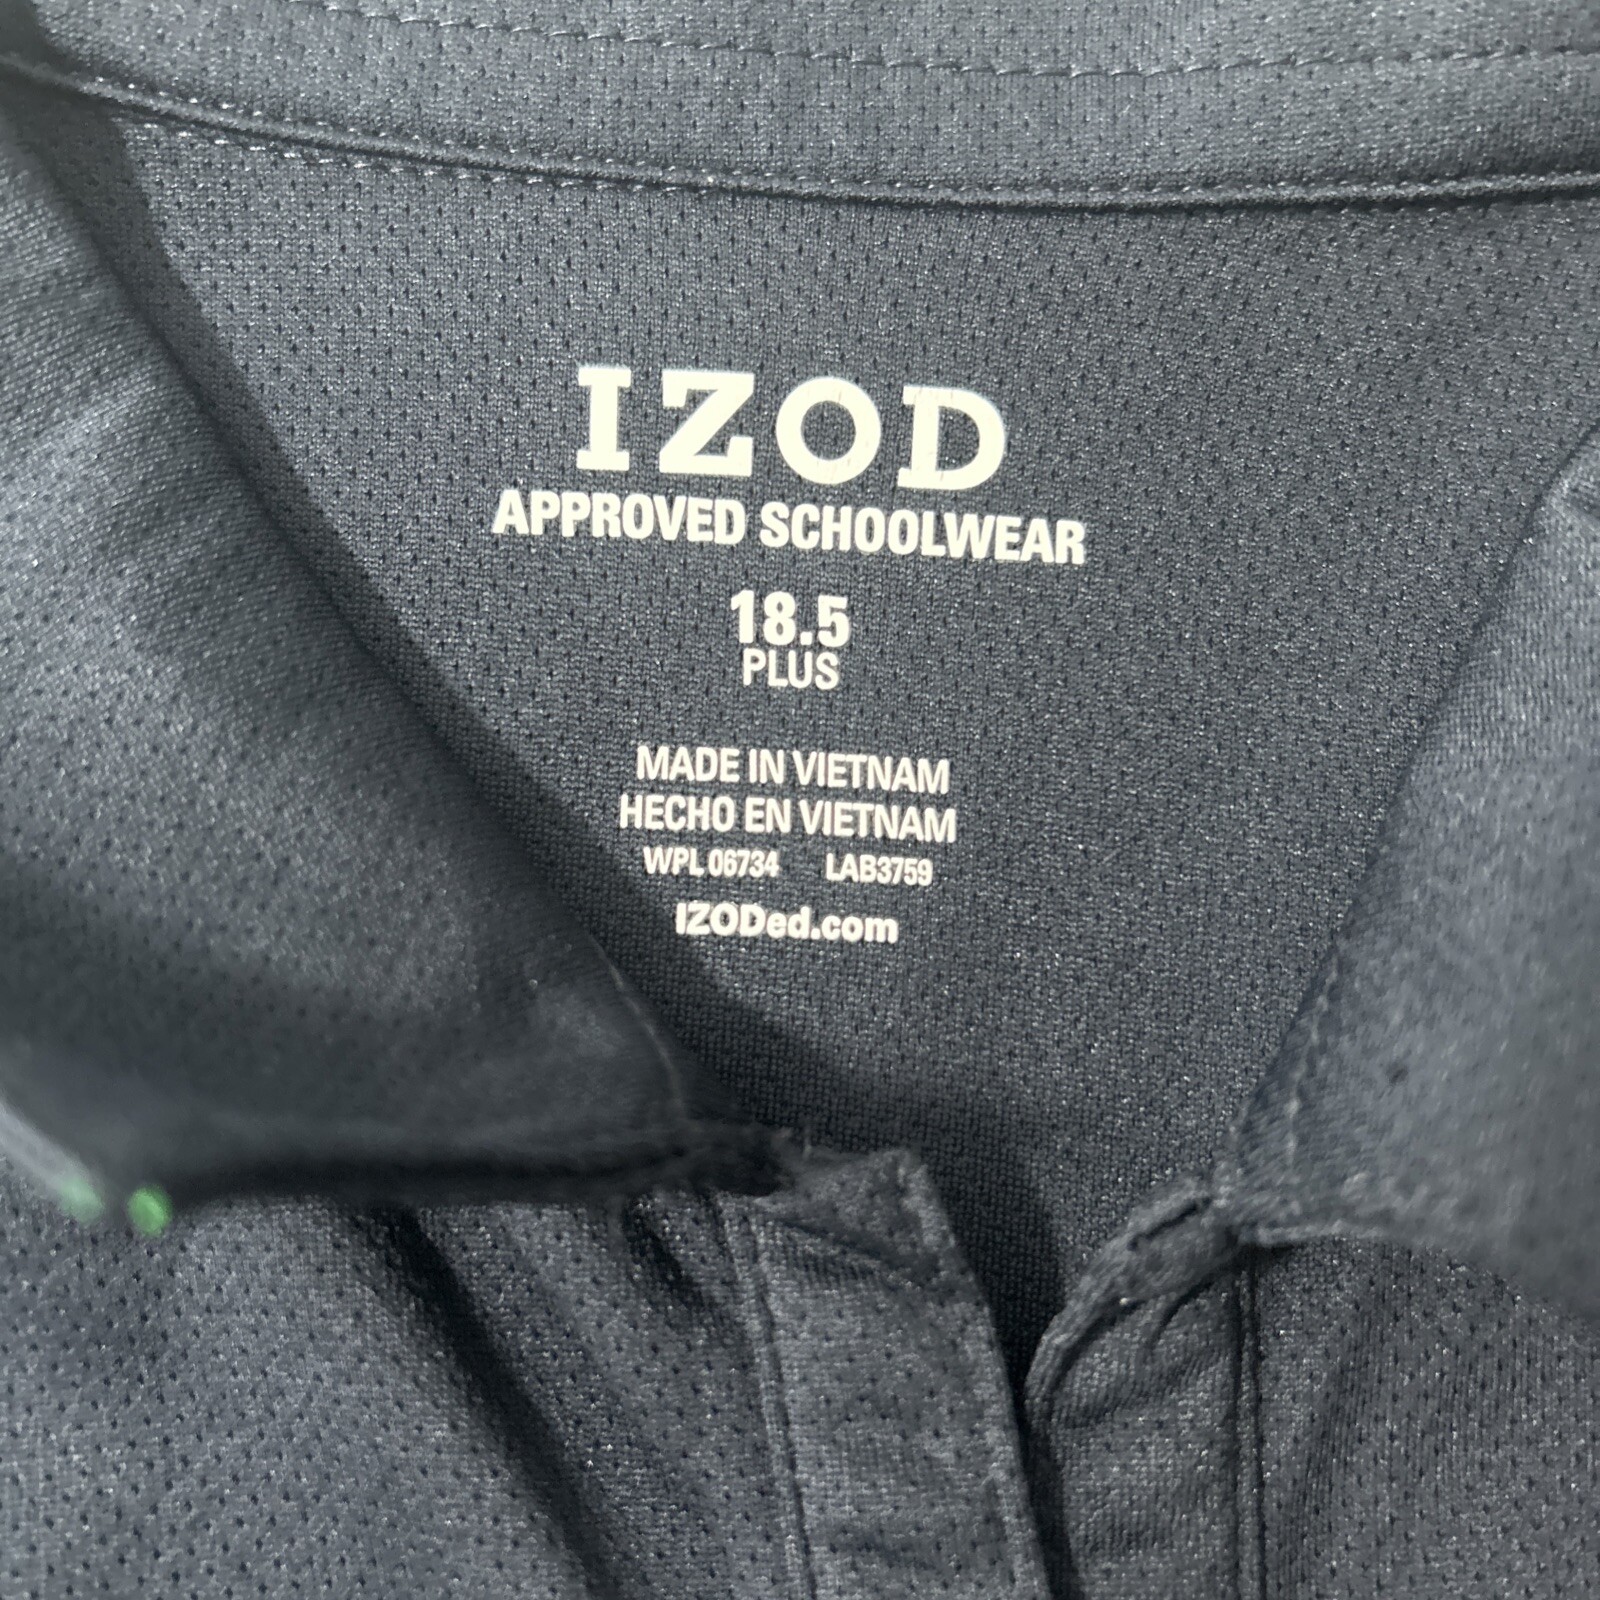 IZOD
APPROVED SCHOOLWEAR
18.5
PLUS
MADE IN VIETNAM
HECHO EN VIETNAM
WPL 06734 LAB3759
IZODed.com